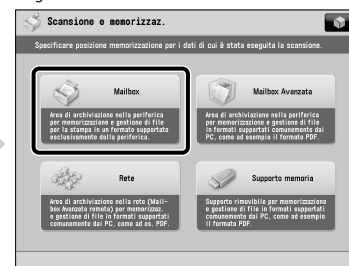 Scansione e memorizzaz.
Specificare posizione memorizzazione per i dati di cui è stata eseguita la scansione.
Mailbox
Area di archiviazione nella periferica
per memorizzazione e gestione di file
per la stampa in un formato supportato
esclusivamente dalla periferica.
Mailbox Avanzata
Area di archiviazione nella periferica
per memorizzazione e gestione di file
in formati supportati comunemente dai
PC, come ad esempio il formato PDF.
Rete
Area di archiviazione nella rete (Mail-
box Avanzata remota) per memorizzaz.
e gestione di file in formati supportati
comunemente dai PC, come ad es. PDF.
Supporto memoria
Supporto rimovibile per memorizzazione
e gestione di file in formati supportati
comunemente dai PC, come ad esempio
il formato PDF.